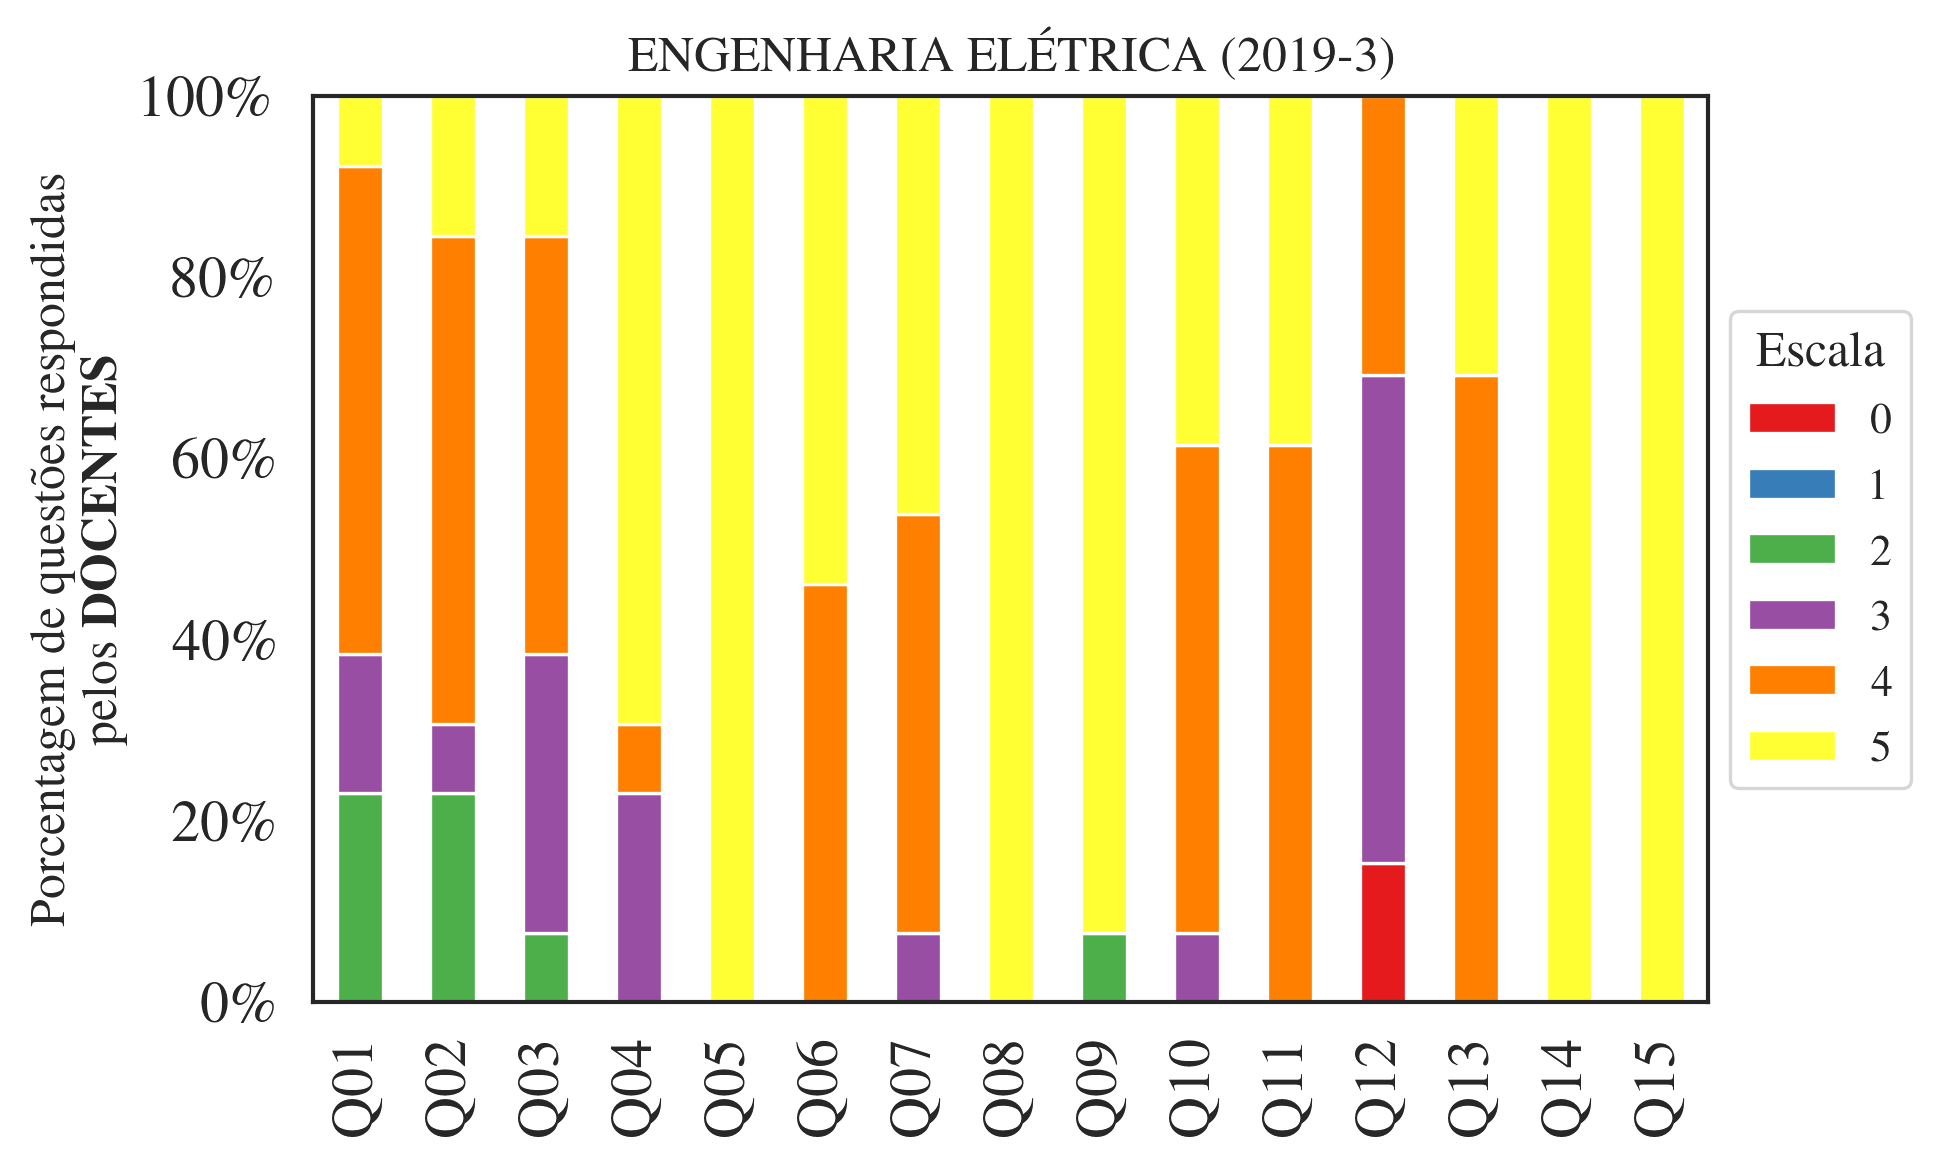 ENGENHARIA ELÉTRICA (2019-3)
Porcentagem de questões respondidas
pelos DOCENTES
100%
80%
60%
40%
20%
0%
Q01 Q02 Q03 Q04 Q05 Q06 Q07 Q08 Q09 Q10 Q11 Q12 Q13 Q14 Q15
Escala
0
1
2
3
4
5